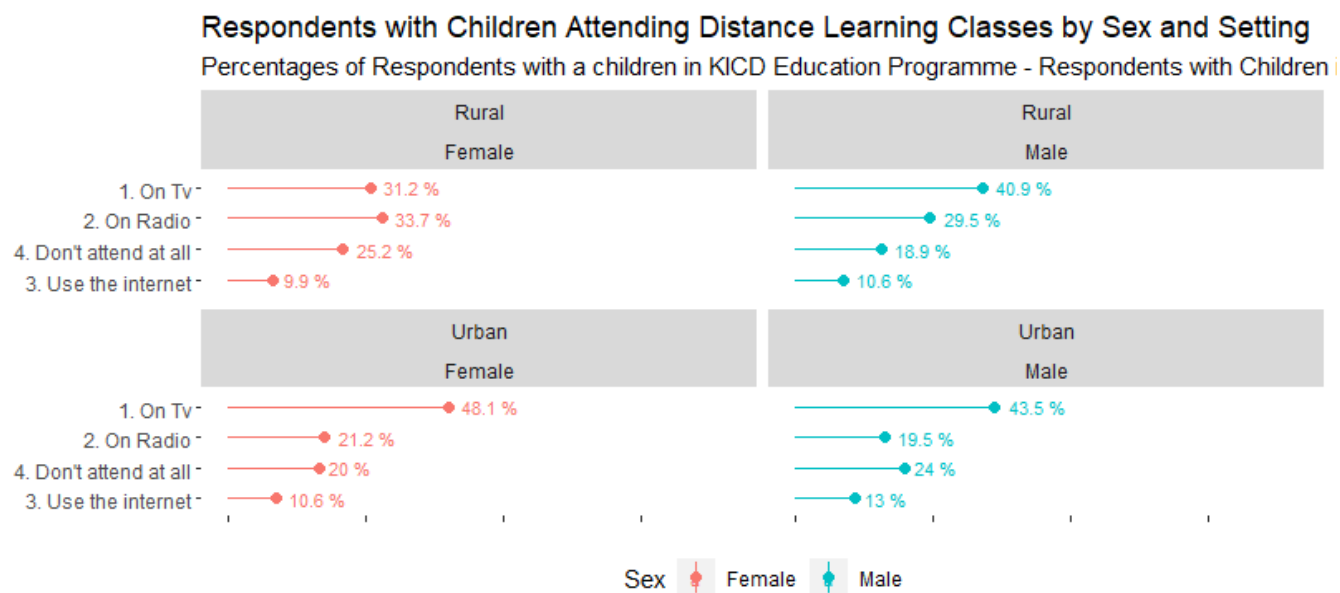 Respondents with Children Attending Distance Learning Classes by Sex and Setting
Percentages of Respondents with a children in KICD Education Programme - Respondents with Children
Rural
Female
Rural
Male
1. On Tv 31.2 % 40.9 %
2. On Radio 33.7 % 29.5 %
4. Don't attend at all 25.2 % 18.9 %
3. Use the internet 9.9 % 10.6 %
Urban
Female
Urban
Male
1. On Tv 48.1 % 43.5 %
2. On Radio 21.2 % 19.5 %
4. Don't attend at all 20 % 24 %
3. Use the internet 10.6 % 13 %
Sex Female Male